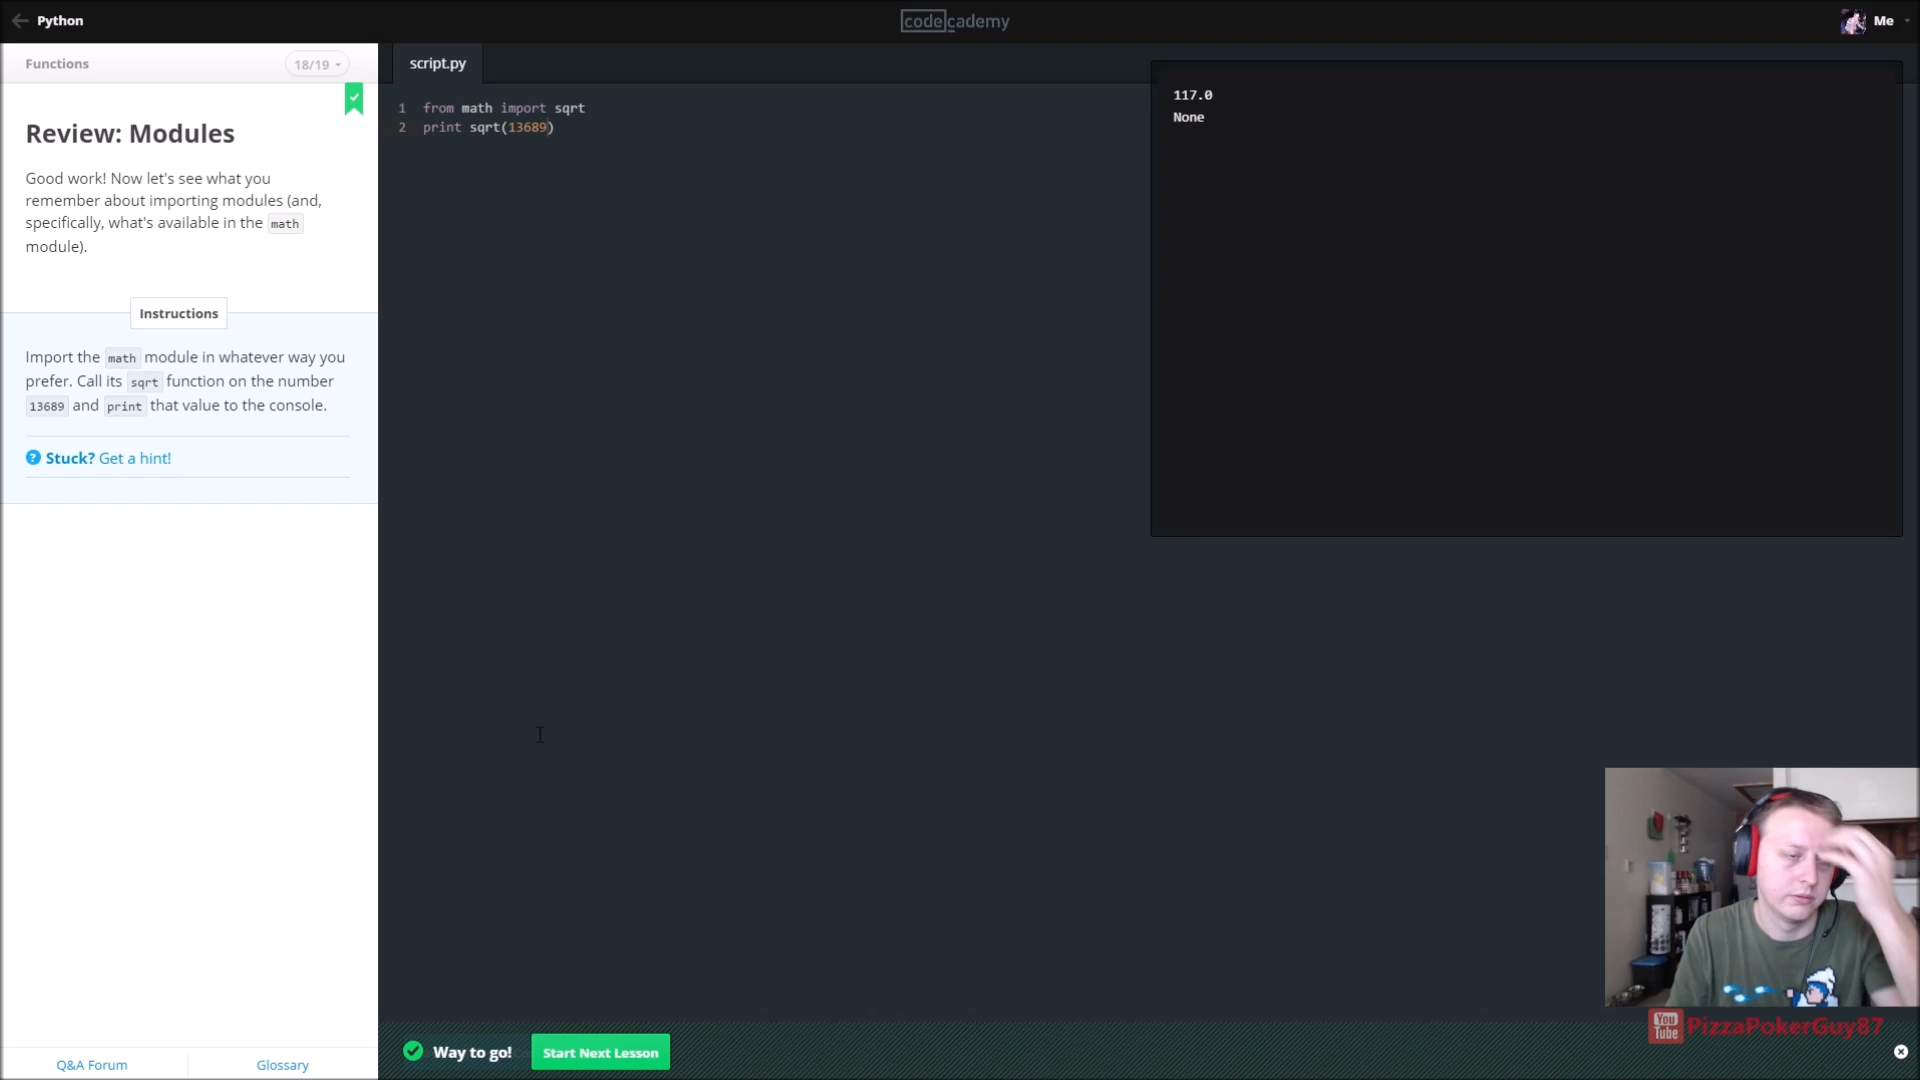 Python
codecademy
Me
Functions
18/19
script.py
1 from math import sqrt
2 print sqrt(13689)
117.0
None
Review: Modules
Good work! Now let's see what you
remember about importing modules (and,
specifically, what's available in the math
module).
Instructions
Import the math module in whatever way you
prefer. Call its sqrt function on the number
13689 and print that value to the console.
? Stuck? Get a hint!
Q&A Forum
Glossary
Way to go!
Start Next Lesson
You
Tube
PizzaPokerGuy87